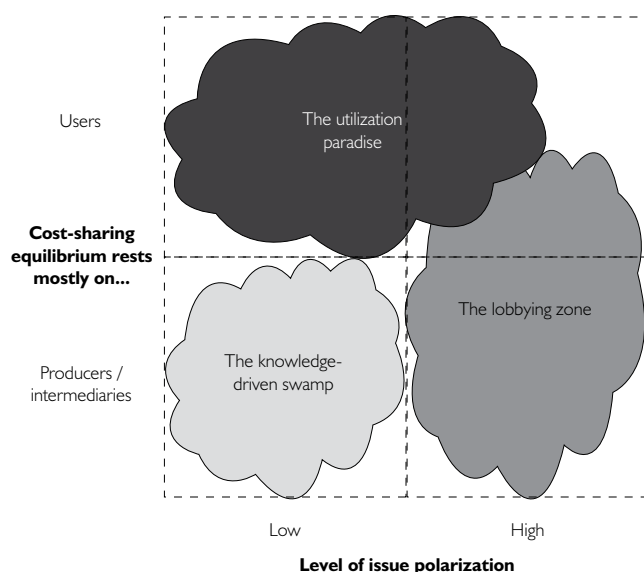 Users
The utilization
paradise
Cost-sharing
equilibrium rests
mostly on...
The lobbying zone
Producers /
intermediaries
The knowledge-
driven swamp
Low
High
Level of issue polarization